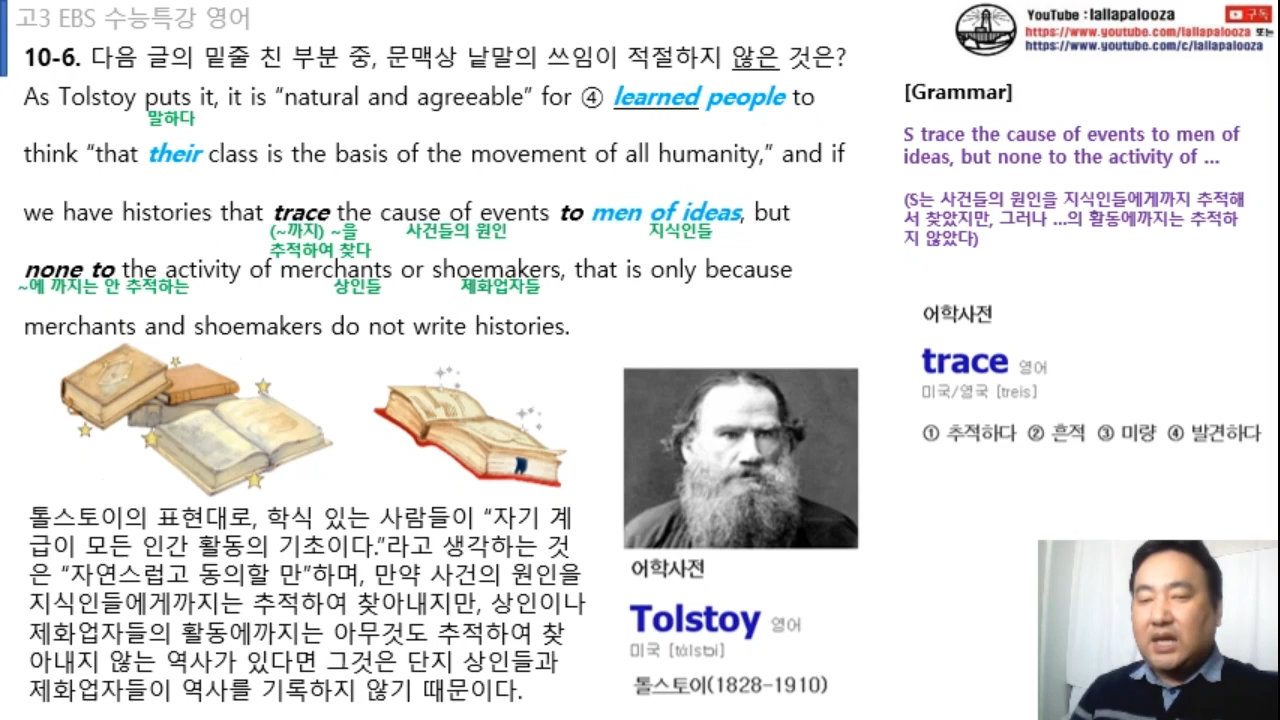 고3 EBS 수능특강 영어
YouTube : lallapalooza
구독
https://www.youtube.com/lallapalooza 또는
https://www.youtube.com/c/lallapalooza
10-6. 다음 글의 밑줄 친 부분 중, 문맥상 낱말의 쓰임이 적절하지 않은 것은?
As Tolstoy puts it, it is “natural and agreeable” for ④ learned people to
말하다
think “that their class is the basis of the movement of all humanity,” and if
we have histories that trace the cause of events to men of ideas, but
(~까지) ~을 사건들의 원인 지식인들
추적하여 찾다
none to the activity of merchants or shoemakers, that is only because
~에 까지는 안 추적하는 상인들 제화업자들
merchants and shoemakers do not write histories.
톨스토이의 표현대로, 학식 있는 사람들이 “자기 계
급이 모든 인간 활동의 기초이다.”라고 생각하는 것
은 “자연스럽고 동의할 만”하며, 만약 사건의 원인을
지식인들에게까지는 추적하여 찾아내지만, 상인이나
제화업자들의 활동에까지는 아무것도 추적하여 찾
아내지 않는 역사가 있다면 그것은 단지 상인들과
제화업자들이 역사를 기록하지 않기 때문이다.
어학사전
Tolstoy 영어
미국 [tálstɔi]
톨스토이(1828-1910)
[Grammar]
S trace the cause of events to men of
ideas, but none to the activity of ...
(S는 사건들의 원인을 지식인들에게까지 추적해
서 찾았지만, 그러나 ...의 활동에까지는 추적하
지 않았다)
어학사전
trace 영어
미국/영국 [treis]
① 추적하다 ② 흔적 ③ 미량 ④ 발견하다